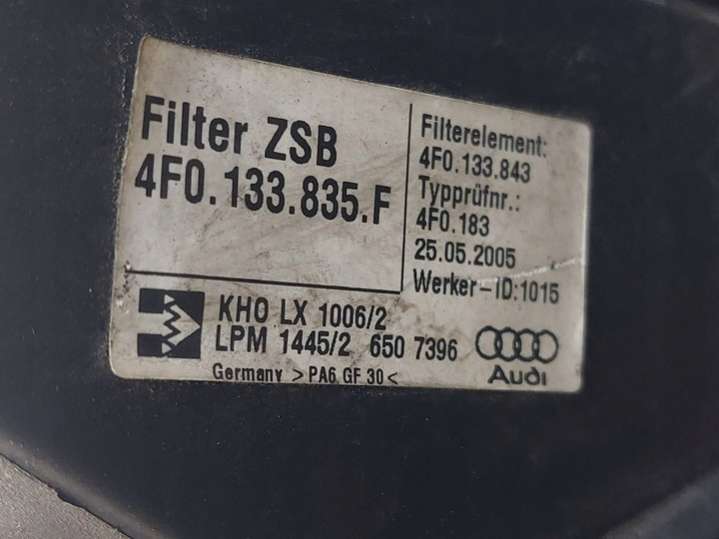 Filter ZSB
4F0.133.835.F
Filterelement:
4F0.133.843
Typprüfnr.:
4F0.183
25.05.2005
Werker-ID:1015
KHO LX 1006/2
LPM 1445/2 650 7396
Germany >PA6 GF 30<
Audi